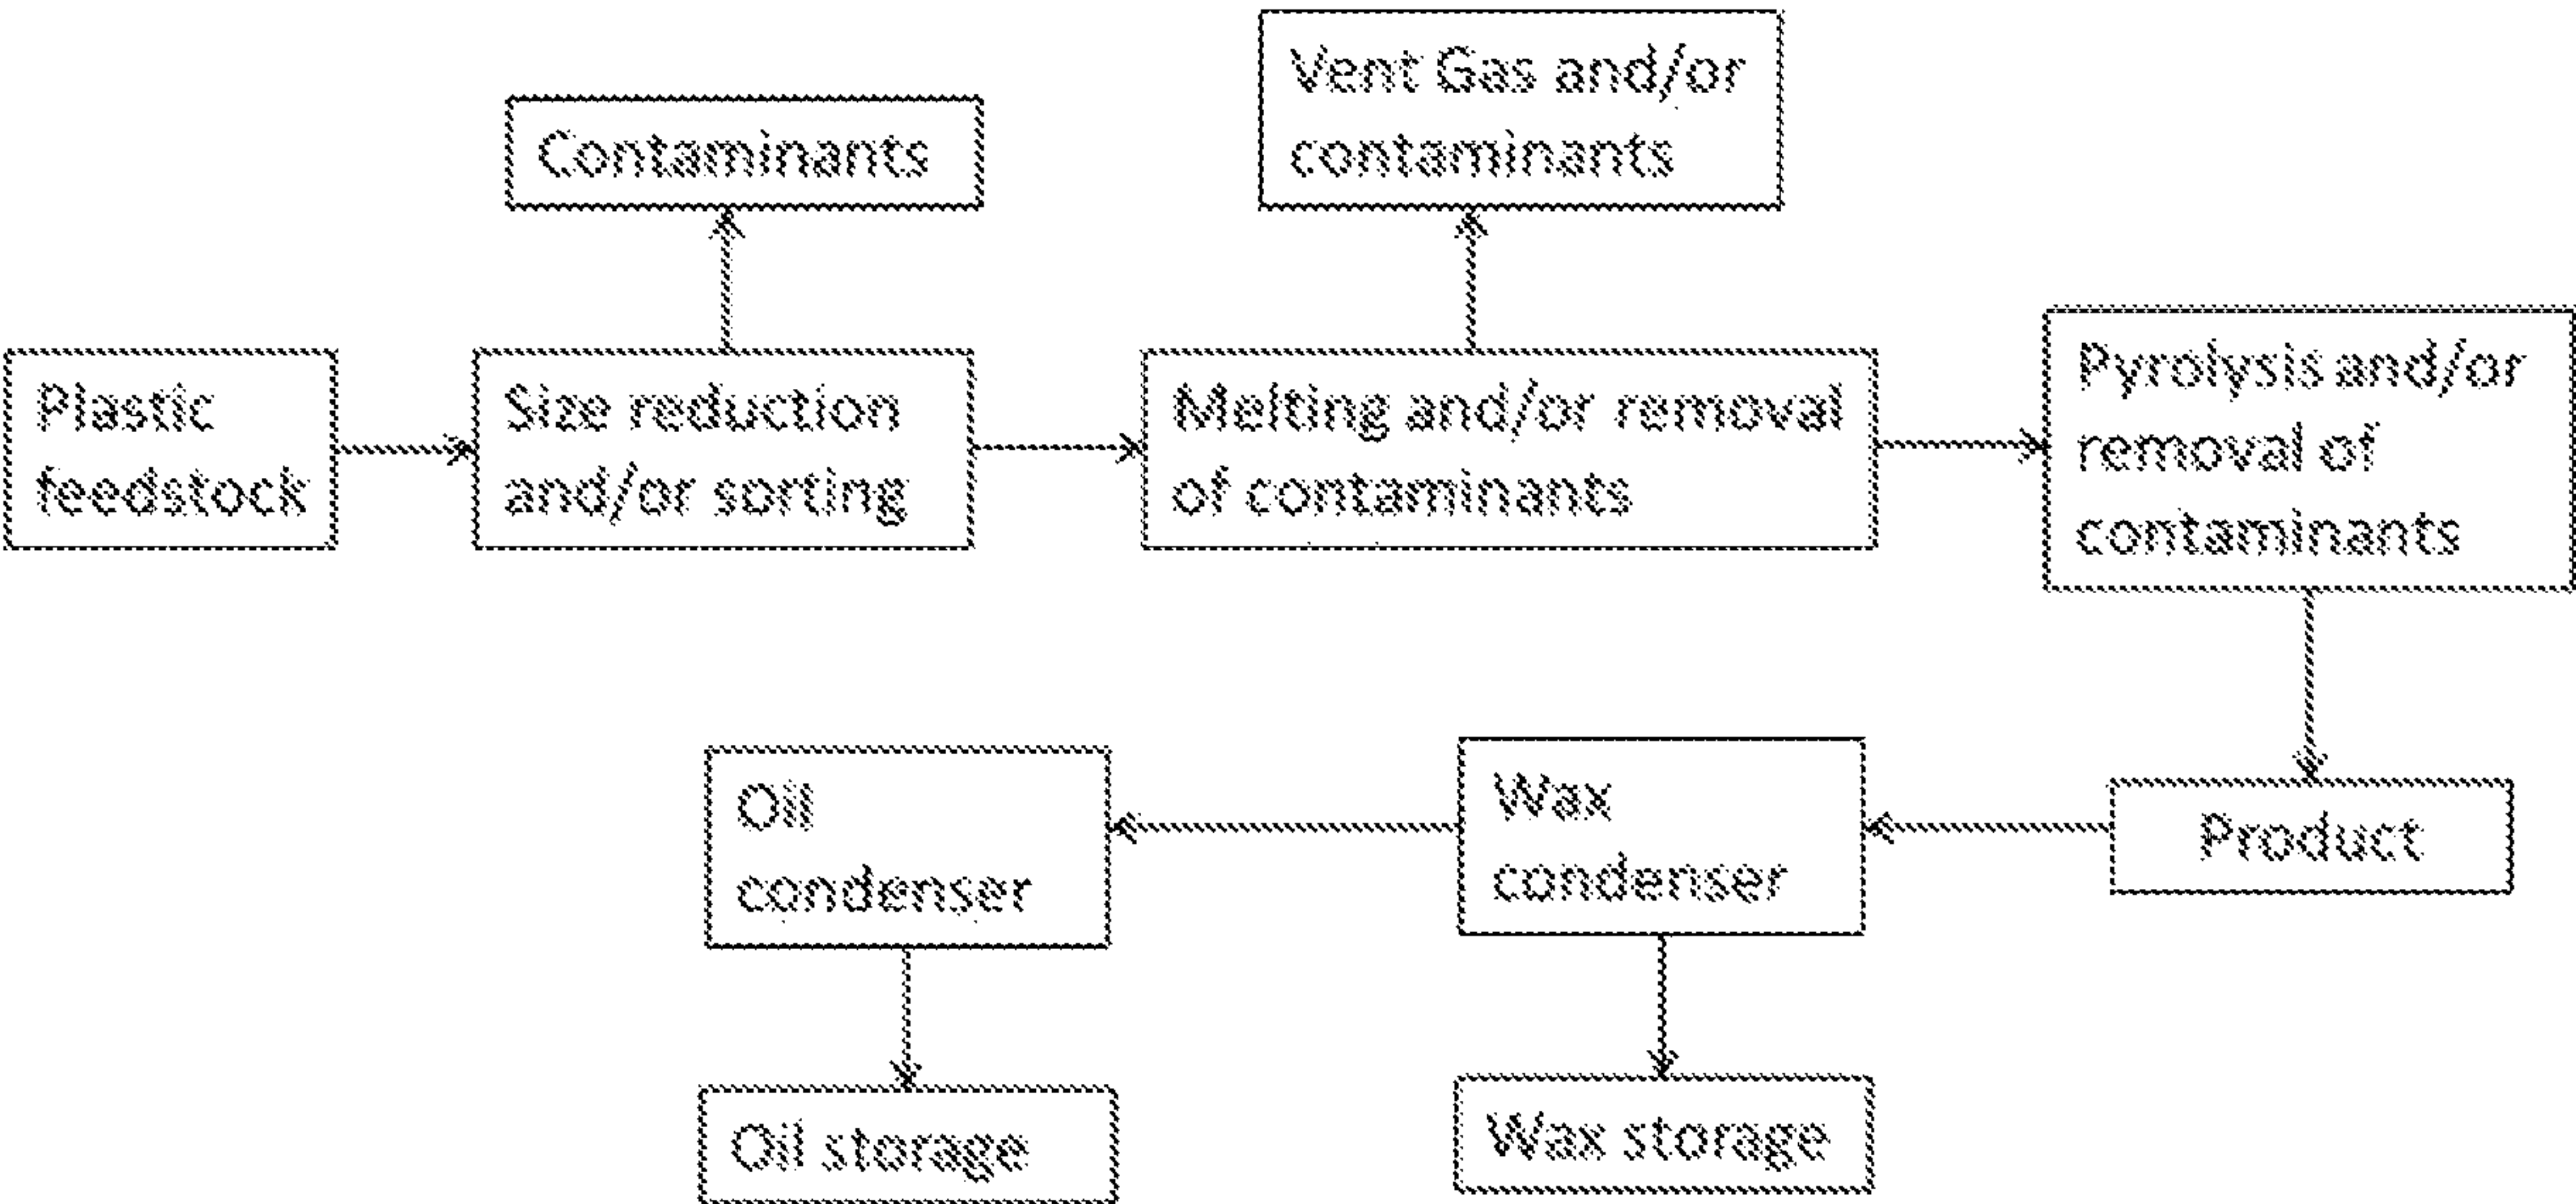 Vent Gas and/or
contaminants
Contaminants
Plastic
feedstock
Size reduction
and/or sorting
Melting and/or removal
of contaminants
Pyrolysis and/or
removal of
contaminants
Oil
condenser
Wax
condenser
Product
Oil storage
Wax storage